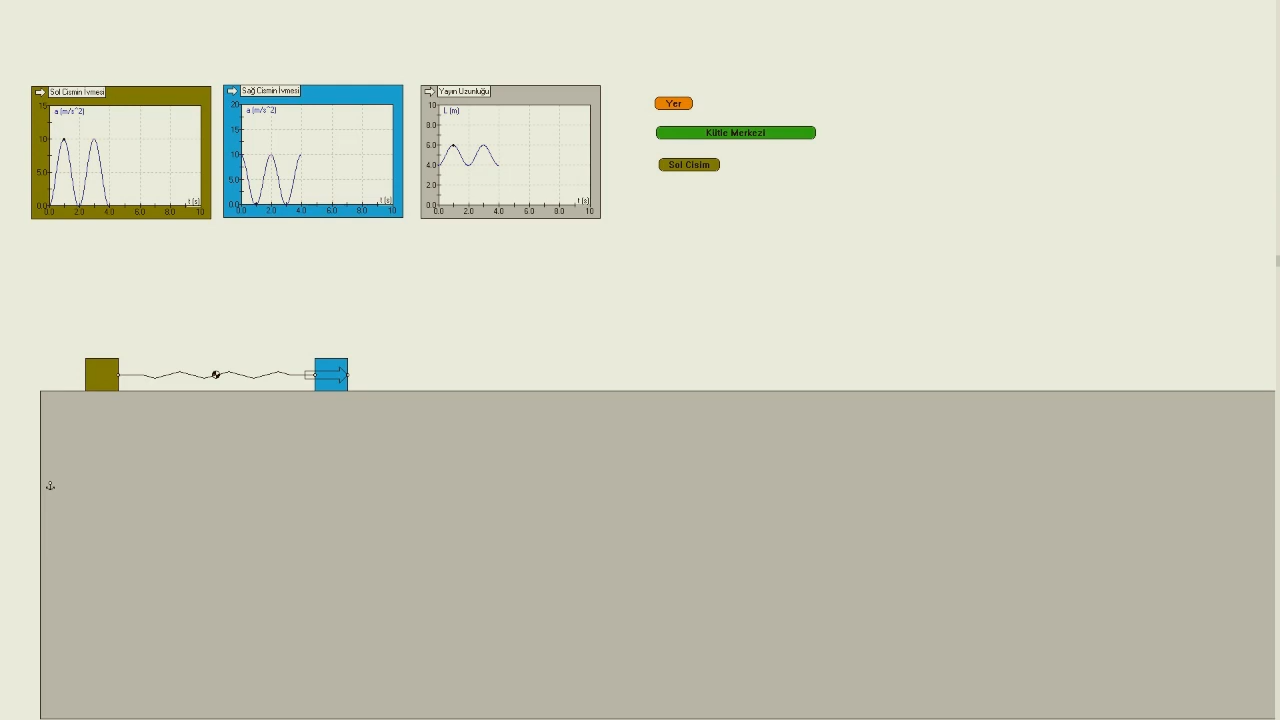 Sol Cismin İvmesi
a (m/s^2)
15
10
5.0
0.0
0.0 2.0 4.0 6.0 8.0 10
t (s)
Sağ Cismin İvmesi
a (m/s^2)
20
15
10
5.0
0.0
0.0 2.0 4.0 6.0 8.0 10
t (s)
Yayın Uzunluğu
L (m)
10
8.0
6.0
4.0
2.0
0.0
0.0 2.0 4.0 6.0 8.0 10
t (s)
Yer
Kütle Merkezi
Sol Cisim